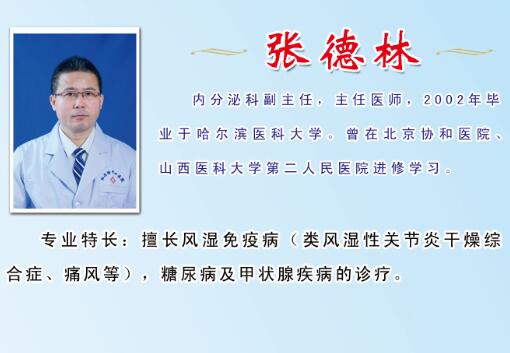 张德林
内分泌科副主任，主任医师，2002年毕
业于哈尔滨医科大学。曾在北京协和医院、
山西医科大学第二人民医院进修学习。
专业特长：擅长风湿免疫病（类风湿性关节炎干燥综
合症、痛风等），糖尿病及甲状腺疾病的诊疗。